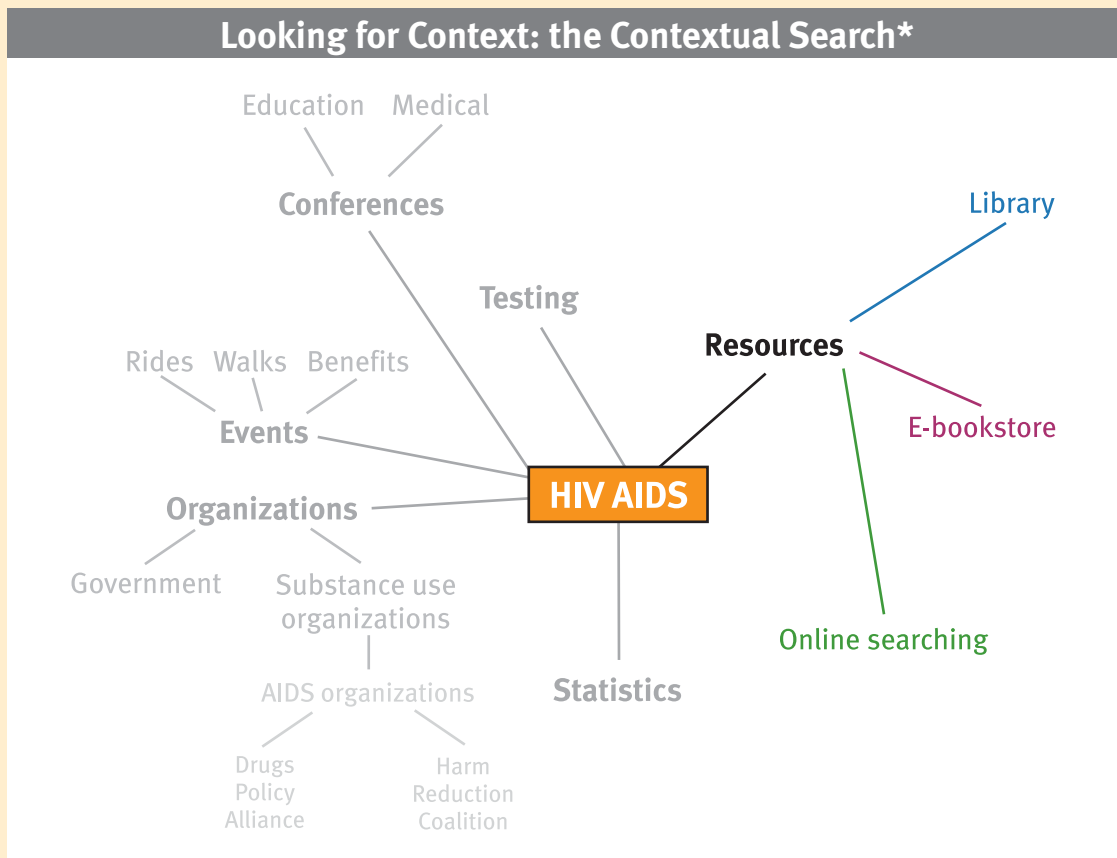 Looking for Context: the Contextual Search*
Education Medical
Conferences
Library
Testing
Resources
Rides Walks Benefits
E-bookstore
Events
HIV AIDS
Organizations
Government
Substance use
organizations
Online searching
AIDS organizations
Statistics
Drugs
Policy
Alliance
Harm
Reduction
Coalition